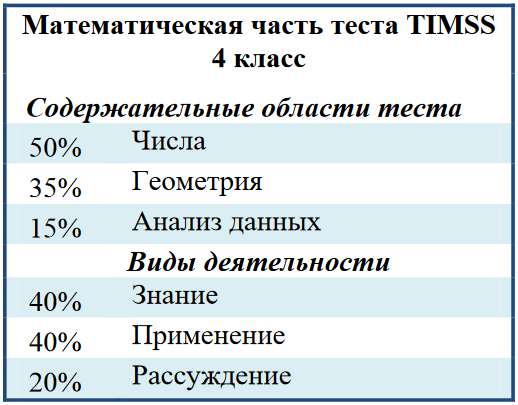 Математическая часть теста TIMSS
4 класс
Содержательные области теста
50% Числа
35% Геометрия
15% Анализ данных
Виды деятельности
40% Знание
40% Применение
20% Рассуждение